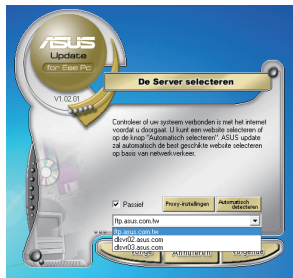 ASUS
Update
for Eee Pc
V1.02.01
De Server selecteren
Controleer of uw systeem verbonden is met het internet
voordat u doorgaat. U kunt een website selecteren of
op de knop "Automatisch selecteren". ASUS update
zal automatisch de best geschikte website selecteren
op basis van netwerkverkeer.
Passief
Proxy-instellingen
Automatisch
detecteren
ftp.asus.com.tw
ftp.asus.com.tw
dlsvr02.asus.com
dlsvr03.asus.com
Vorige
Annuleren
Volgende